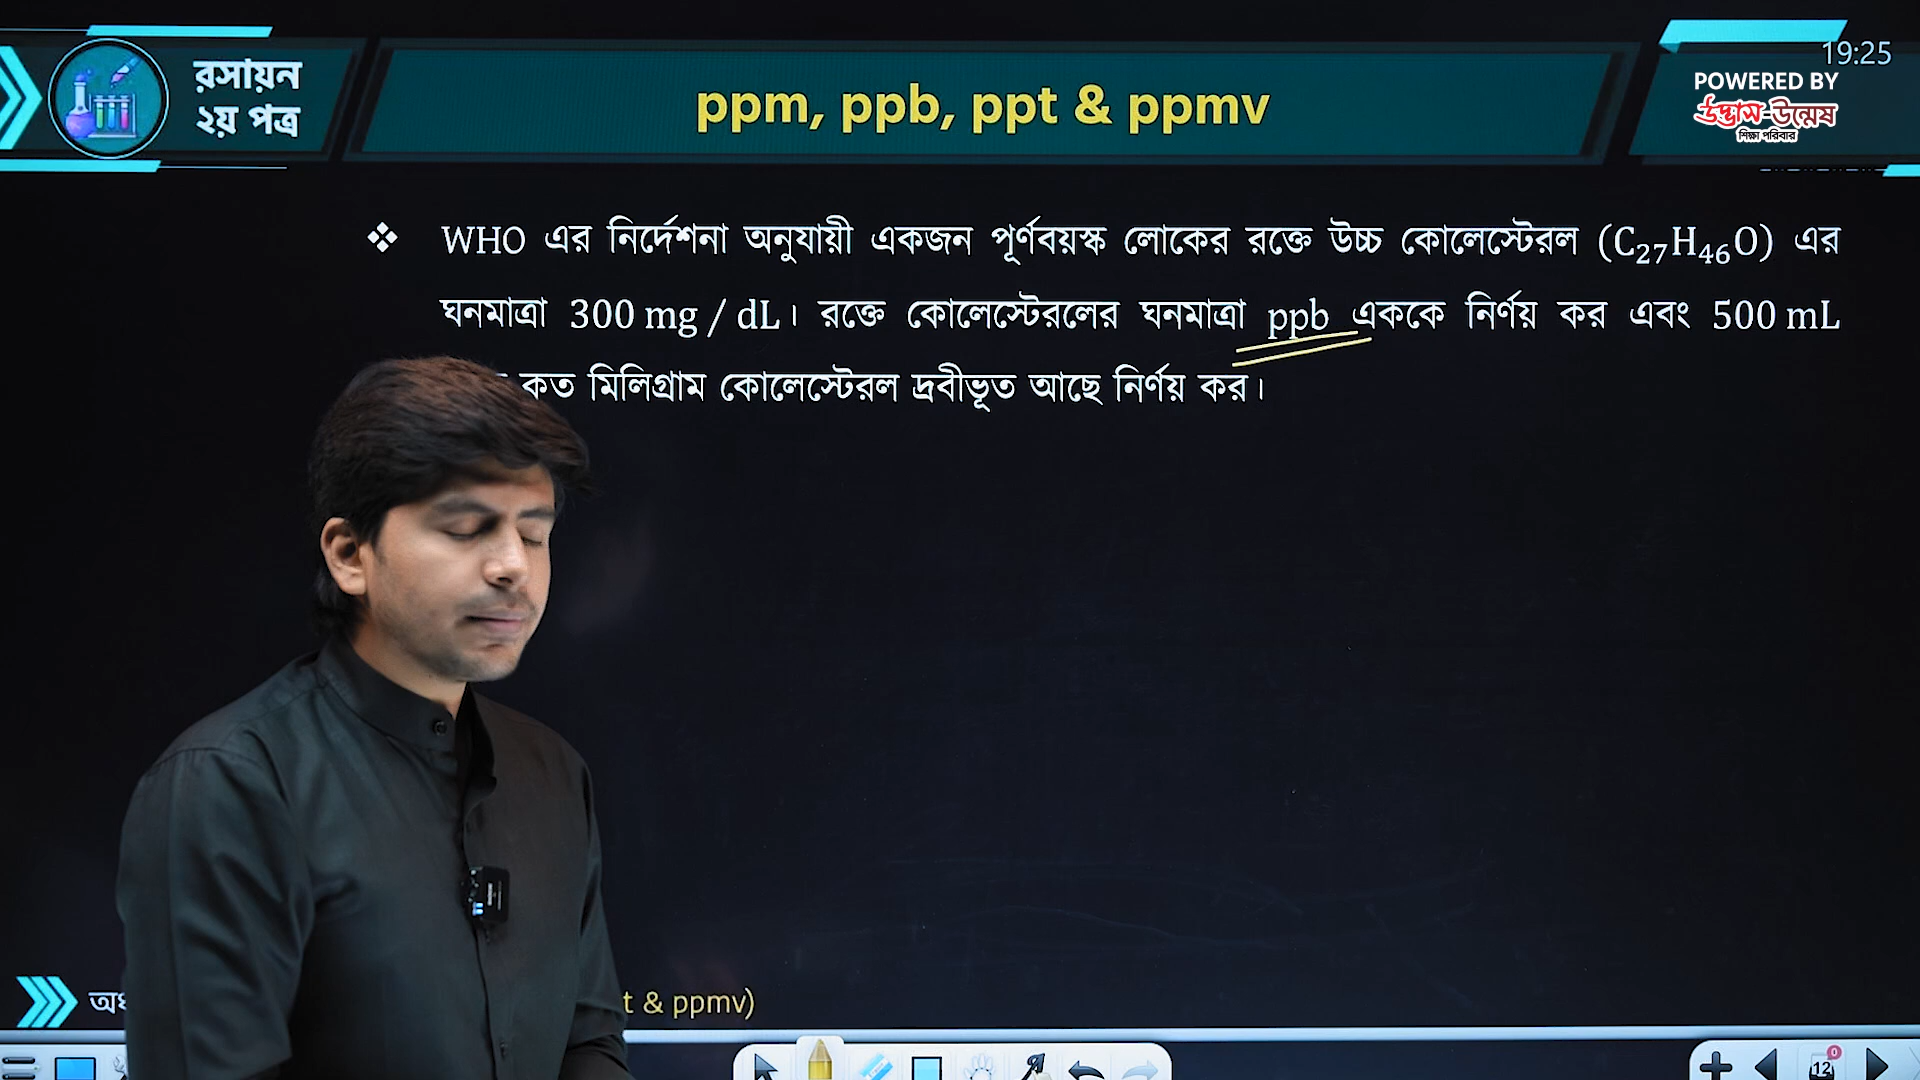 রসায়ন
২য় পত্র
ppm, ppb, ppt & ppmv
19:25
POWERED BY
উদ্ভাস-উন্মেষ
শিক্ষা পরিবার
❖ WHO এর নির্দেশনা অনুযায়ী একজন পূর্ণবয়স্ক লোকের রক্তে উচ্চ কোলেস্টেরল (C₂₇H₄₆O) এর
ঘনমাত্রা 300 mg / dL। রক্তে কোলেস্টেরলের ঘনমাত্রা ppb এককে নির্ণয় কর এবং 500 mL
কত মিলিগ্রাম কোলেস্টেরল দ্রবীভূত আছে নির্ণয় কর।
t & ppmv)
0
12